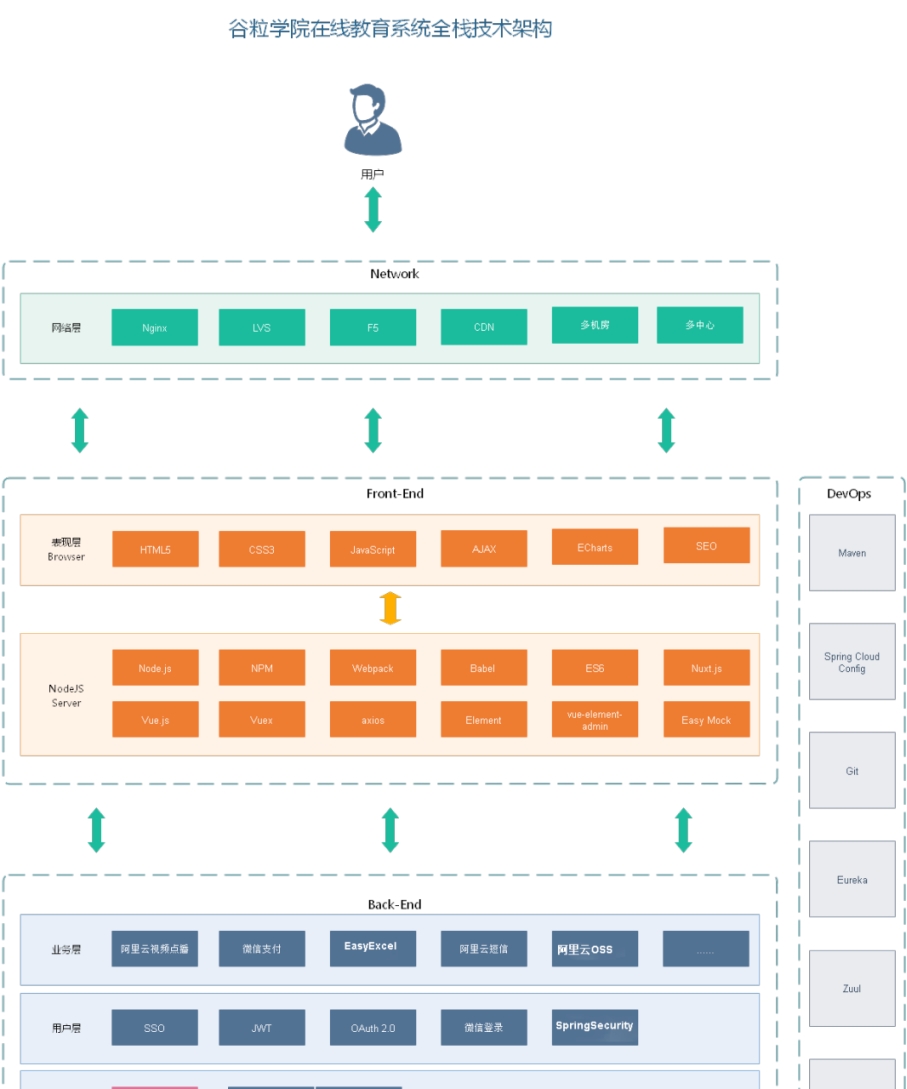 谷粒学院在线教育系统全栈技术架构
用户
Network
网络层
Nginx
LVS
F5
CDN
多机房
多中心
Front-End
表现层
Browser
HTML5
CSS3
JavaScript
AJAX
ECharts
SEO
NodeJS
Server
Node.js
NPM
Webpack
Babel
ES6
Nuxt.js
Vue.js
Vuex
axios
Element
vue-element-
admin
Easy Mock
Back-End
业务层
阿里云视频点播
微信支付
EasyExcel
阿里云短信
阿里云OSS
......
用户层
SSO
JWT
OAuth 2.0
微信登录
SpringSecurity
DevOps
Maven
Spring Cloud
Config
Git
Eureka
Zuul